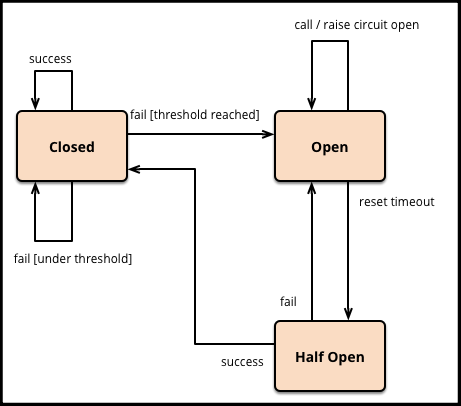 call / raise circuit open
success
fail [threshold reached]
Closed
Open
reset timeout
fail [under threshold]
fail
success
Half Open